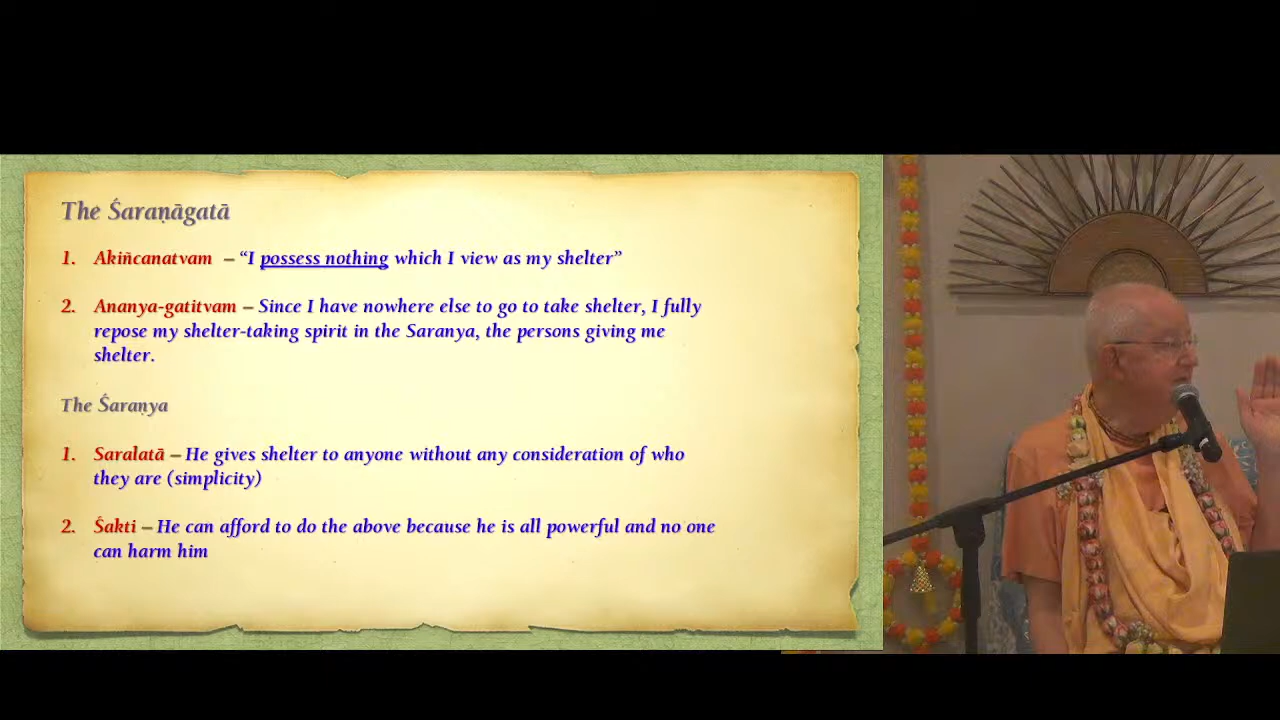 The Śaraṇāgatā
1. Akiñcanatvam – “I possess nothing which I view as my shelter”
2. Ananya-gatitvam – Since I have nowhere else to go to take shelter, I fully
repose my shelter-taking spirit in the Saranya, the persons giving me
shelter.
The Śaraṇya
1. Saralatā – He gives shelter to anyone without any consideration of who
they are (simplicity)
2. Śakti – He can afford to do the above because he is all powerful and no one
can harm him